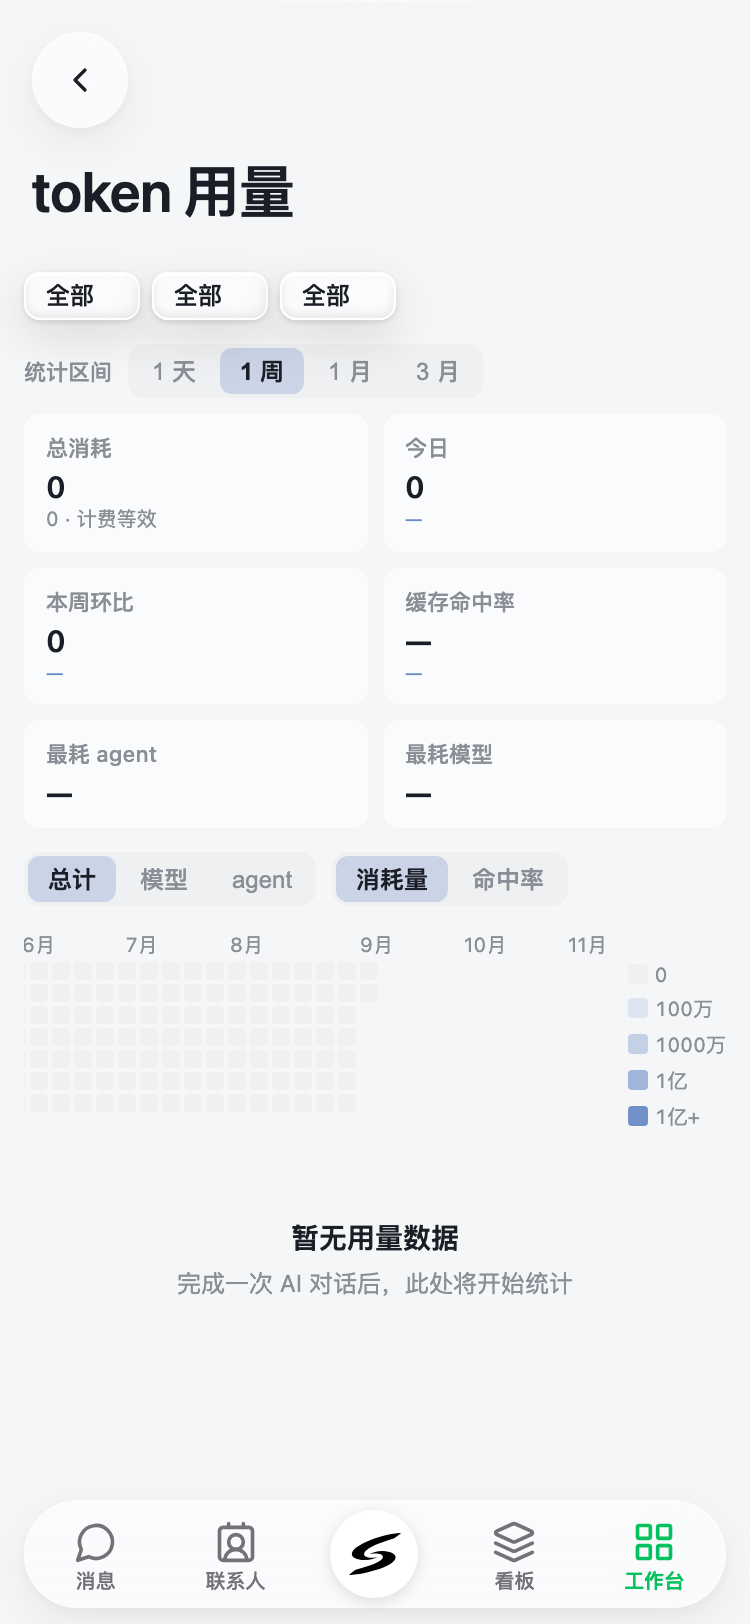 token 用量
全部 全部 全部
统计区间 1 天 1 周 1 月 3 月
总消耗
0
0 · 计费等效
今日
0
—
本周环比
0
—
缓存命中率
—
—
最耗 agent
—
最耗模型
—
总计 模型 agent 消耗量 命中率
6月 7月 8月 9月 10月 11月
0
100万
1000万
1亿
1亿+
暂无用量数据
完成一次 AI 对话后，此处将开始统计
消息 联系人 看板 工作台